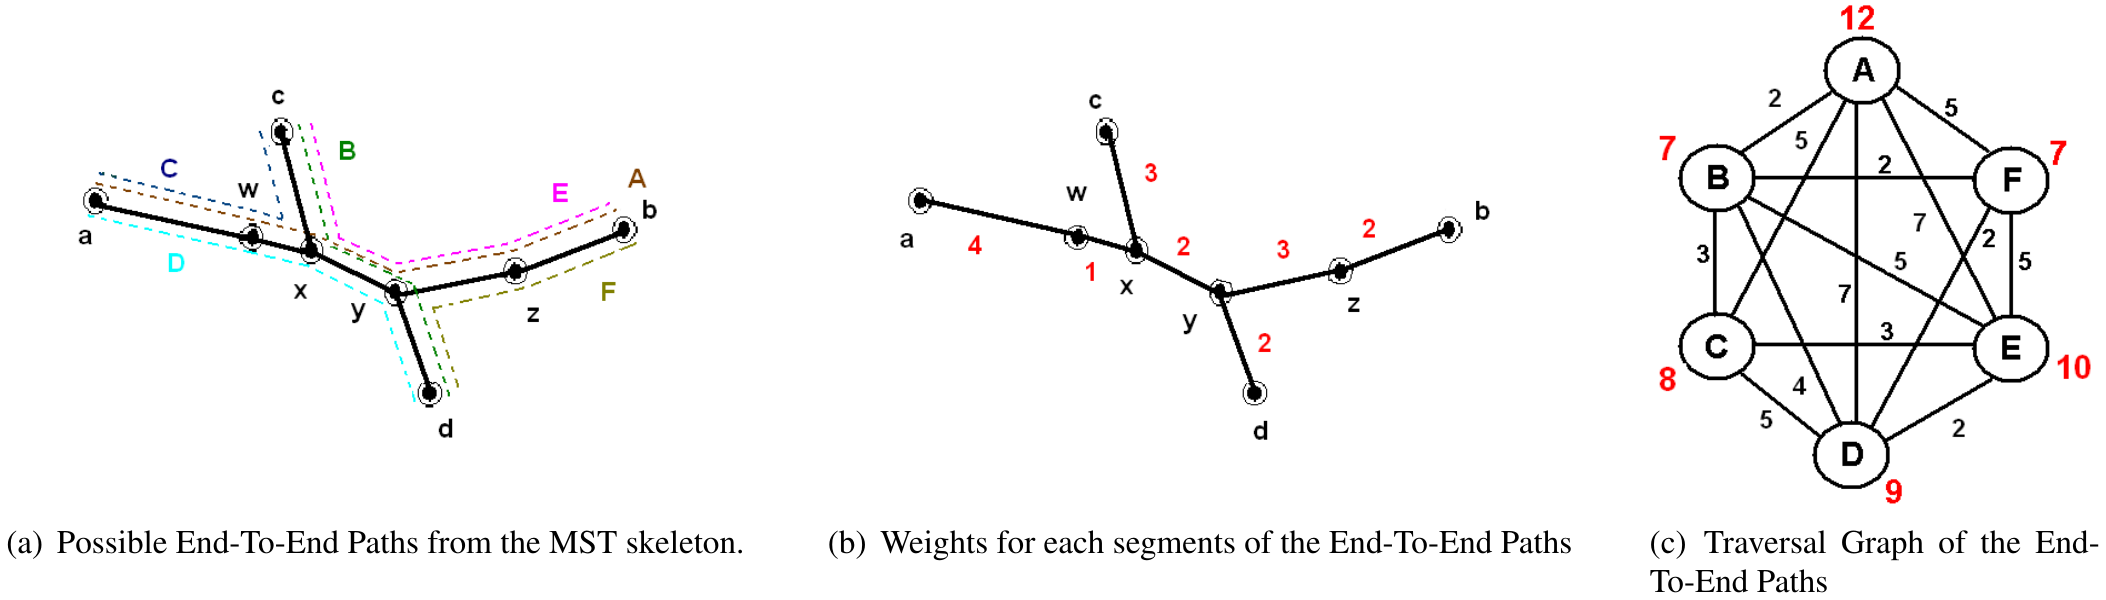 c
B
C
w
A
E
b
a
D
x
y
z
F
d
(a) Possible End-To-End Paths from the MST skeleton.
c
3
w
b
a
4
2
3
2
1
x
z
y
2
d
(b) Weights for each segments of the End-To-End Paths
12
A
2
5
5
7
7
B
2
F
7
2
3
5
5
7
C
3
E
8
4
10
5
2
D
9
(c) Traversal Graph of the End-
To-End Paths